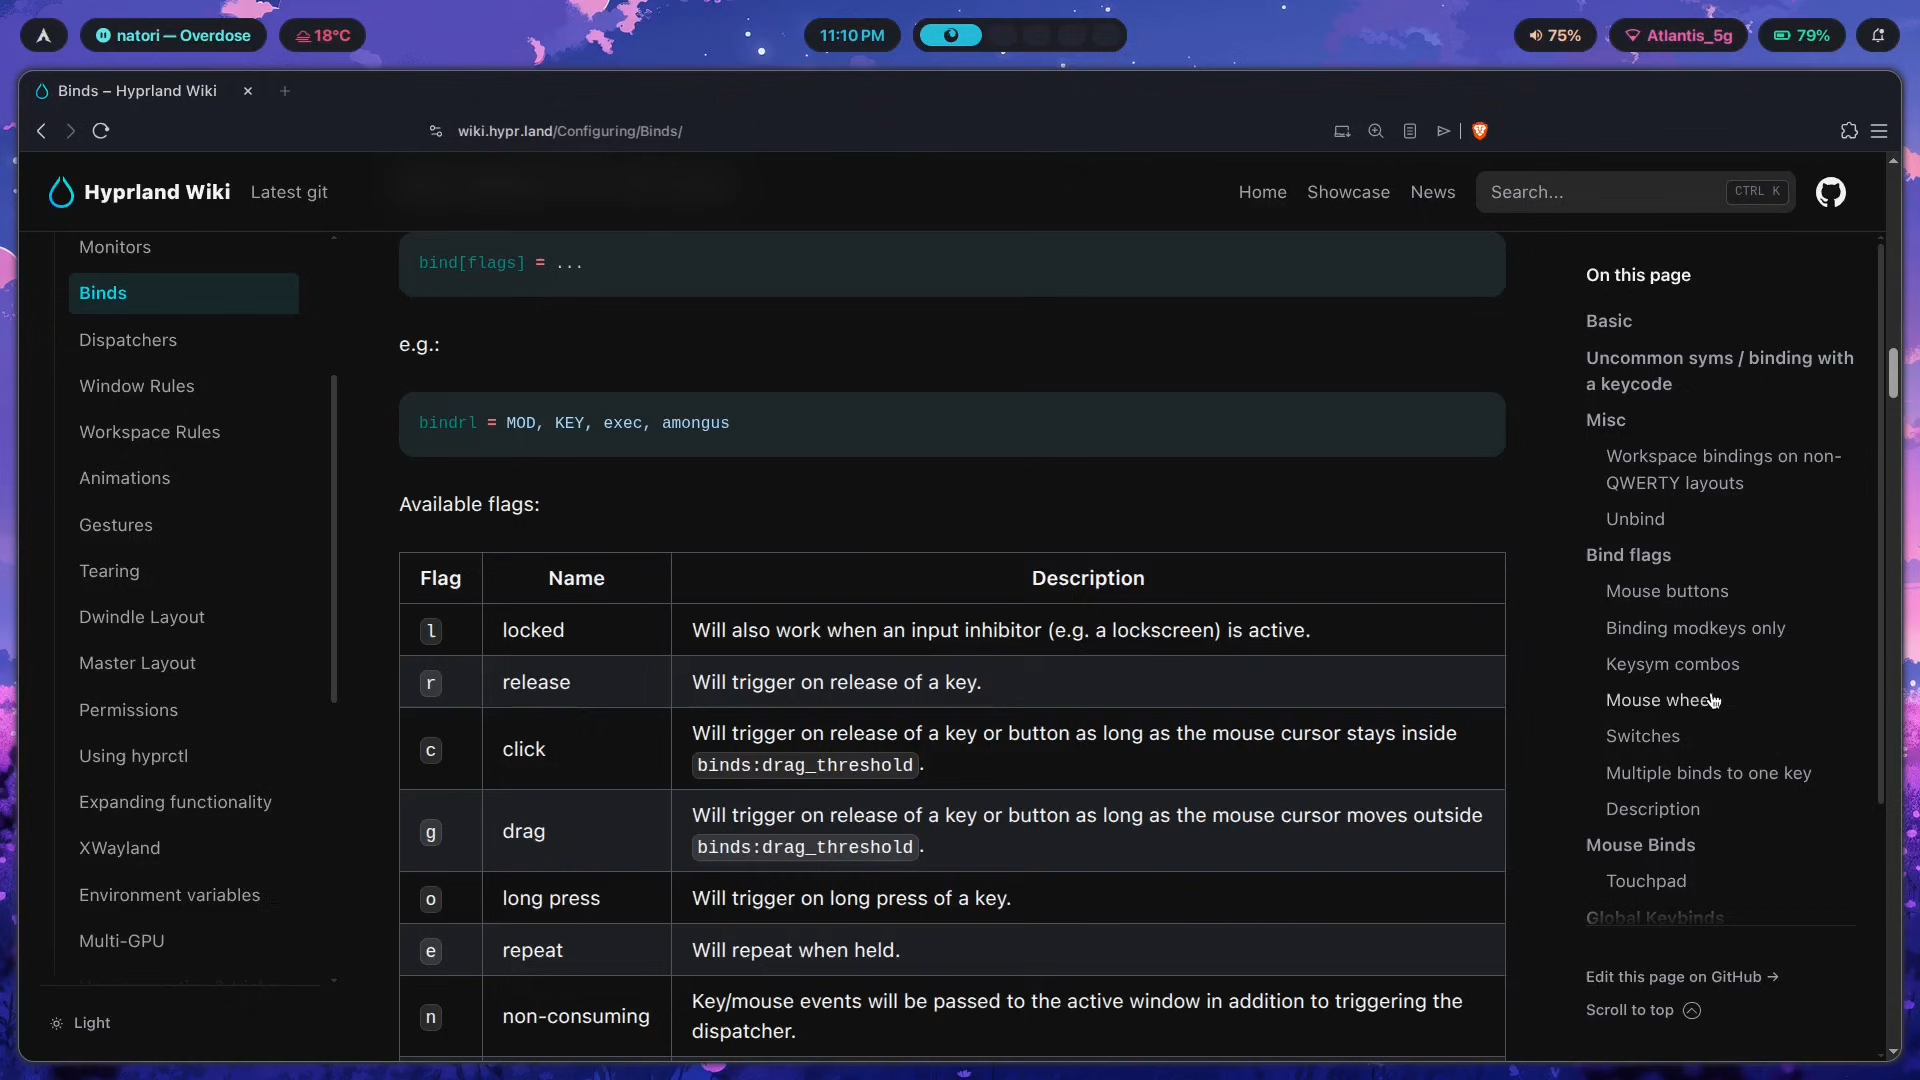 natori — Overdose
18°C
11:10 PM
75%
Atlantis_5g
79%
Binds – Hyprland Wiki
wiki.hypr.land/Configuring/Binds/
Hyprland Wiki
Latest git
Home
Showcase
News
Search...
CTRL K
Monitors
Binds
Dispatchers
Window Rules
Workspace Rules
Animations
Gestures
Tearing
Dwindle Layout
Master Layout
Permissions
Using hyprctl
Expanding functionality
XWayland
Environment variables
Multi-GPU
Light
bind[flags] = ...
e.g.:
bindrl = MOD, KEY, exec, amongus
Available flags:
Flag Name Description
l locked Will also work when an input inhibitor (e.g. a lockscreen) is active.
r release Will trigger on release of a key.
c click Will trigger on release of a key or button as long as the mouse cursor stays inside
binds:drag_threshold.
g drag Will trigger on release of a key or button as long as the mouse cursor moves outside
binds:drag_threshold.
o long press Will trigger on long press of a key.
e repeat Will repeat when held.
n non-consuming Key/mouse events will be passed to the active window in addition to triggering the
dispatcher.
On this page
Basic
Uncommon syms / binding with
a keycode
Misc
Workspace bindings on non-
QWERTY layouts
Unbind
Bind flags
Mouse buttons
Binding modkeys only
Keysym combos
Mouse wheel
Switches
Multiple binds to one key
Description
Mouse Binds
Touchpad
Global Keybinds
Edit this page on GitHub →
Scroll to top